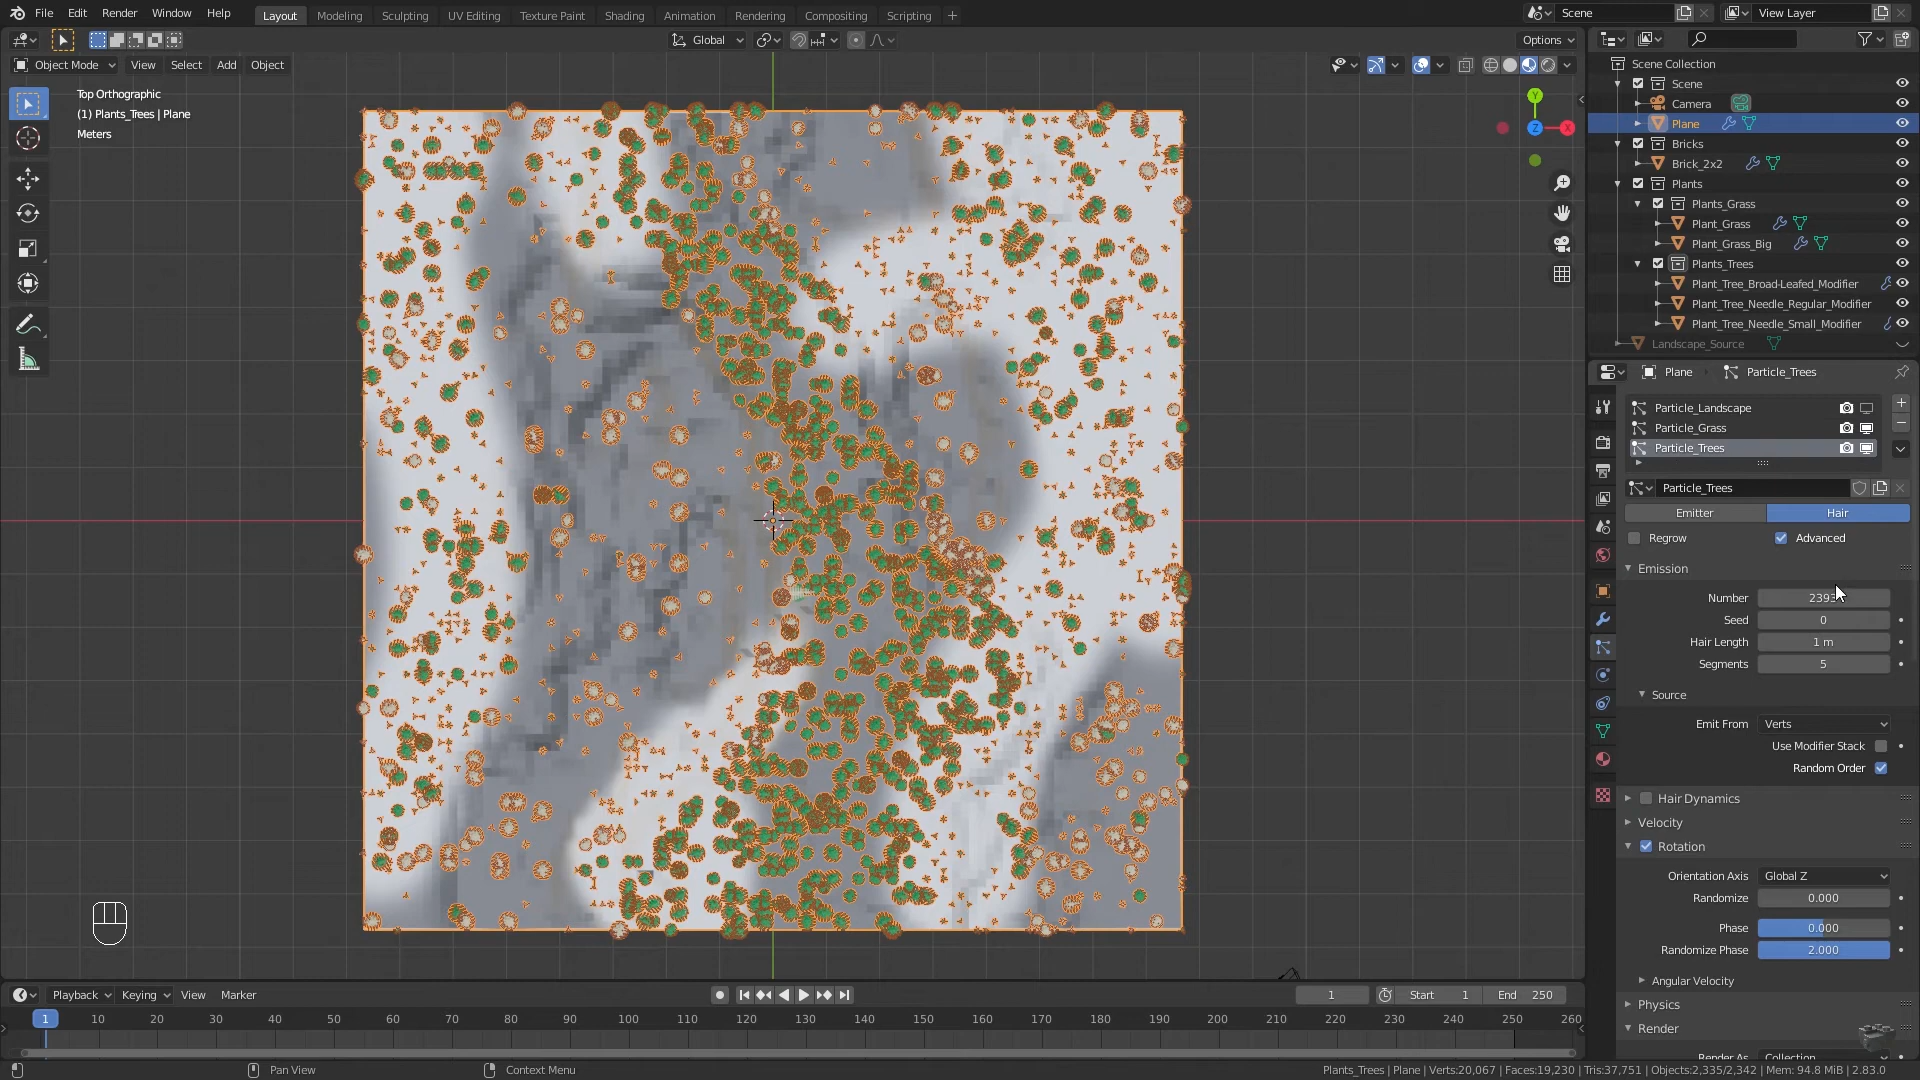 File Edit Render Window Help Layout Modeling Sculpting UV Editing Texture Paint Shading Animation Rendering Compositing Scripting + Scene View Layer
Global Options
Object Mode View Select Add Object
Top Orthographic
(1) Plants_Trees | Plane
Meters
Y
Z
X
Scene Collection
Scene
Camera
Plane
Bricks
Brick_2x2
Plants
Plants_Grass
Plant_Grass
Plant_Grass_Big
Plants_Trees
Plant_Tree_Broad-Leafed_Modifier
Plant_Tree_Needle_Regular_Modifier
Plant_Tree_Needle_Small_Modifier
Landscape_Source
Plane Particle_Trees
Particle_Landscape
Particle_Grass
Particle_Trees
Particle_Trees
Emitter Hair
Regrow Advanced
Emission
Number 2393
Seed 0
Hair Length 1 m
Segments 5
Source
Emit From Verts
Use Modifier Stack
Random Order
Hair Dynamics
Velocity
Rotation
Orientation Axis Global Z
Randomize 0.000
Phase 0.000
Randomize Phase 2.000
Angular Velocity
Physics
Render
Render As Collection
Playback Keying View Marker 1 Start 1 End 250
1 10 20 30 40 50 60 70 80 90 100 110 120 130 140 150 160 170 180 190 200 210 220 230 240 250 260
Pan View Context Menu Plants_Trees | Plane | Verts:20,067 | Faces:19,230 | Tris:37,751 | Objects:2,335/2,342 | Mem: 94.8 MiB | 2.83.0